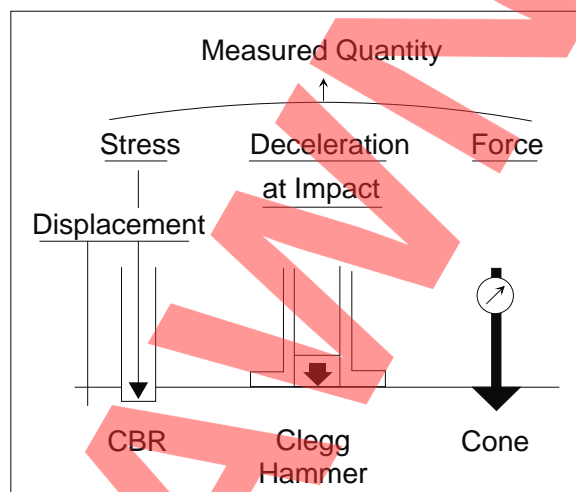 Measured Quantity
Stress Deceleration Force
at Impact
Displacement
CBR Clegg Cone
Hammer